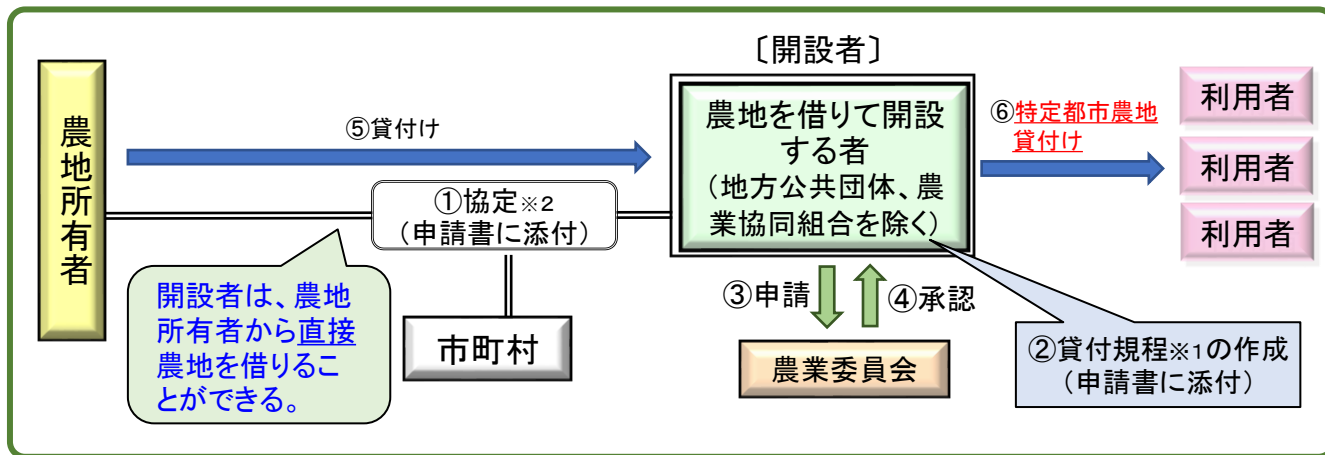 〔開設者〕
農地所有者
⑤貸付け
農地を借りて開設
する者
(地方公共団体、農
業協同組合を除く)
⑥特定都市農地
貸付け
利用者
利用者
利用者
①協定※2
(申請書に添付)
開設者は、農地
所有者から直接
農地を借りるこ
とができる。
市町村
③申請
④承認
農業委員会
②貸付規程※1の作成
(申請書に添付)